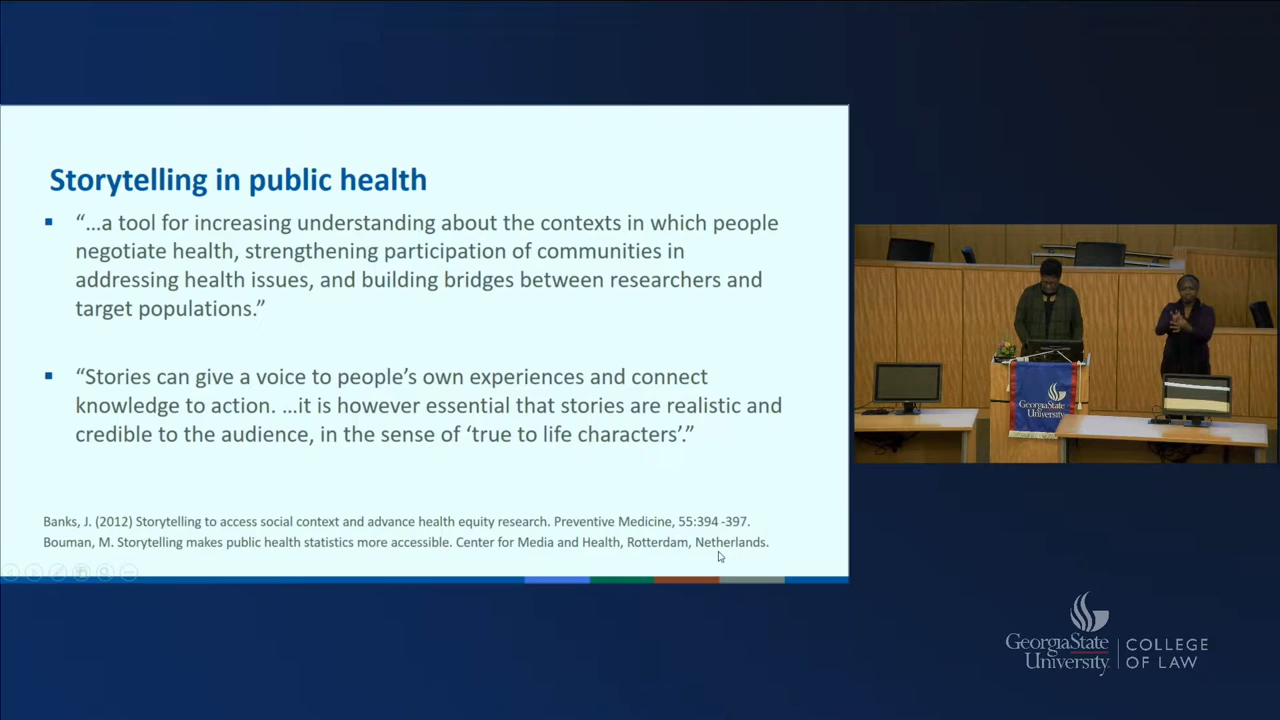 Storytelling in public health
▪ “…a tool for increasing understanding about the contexts in which people
negotiate health, strengthening participation of communities in
addressing health issues, and building bridges between researchers and
target populations.”
▪ “Stories can give a voice to people’s own experiences and connect
knowledge to action. …it is however essential that stories are realistic and
credible to the audience, in the sense of ‘true to life characters’.”
Banks, J. (2012) Storytelling to access social context and advance health equity research. Preventive Medicine, 55:394 -397.
Bouman, M. Storytelling makes public health statistics more accessible. Center for Media and Health, Rotterdam, Netherlands.
GeorgiaState
University
GeorgiaState
University
COLLEGE
OF LAW